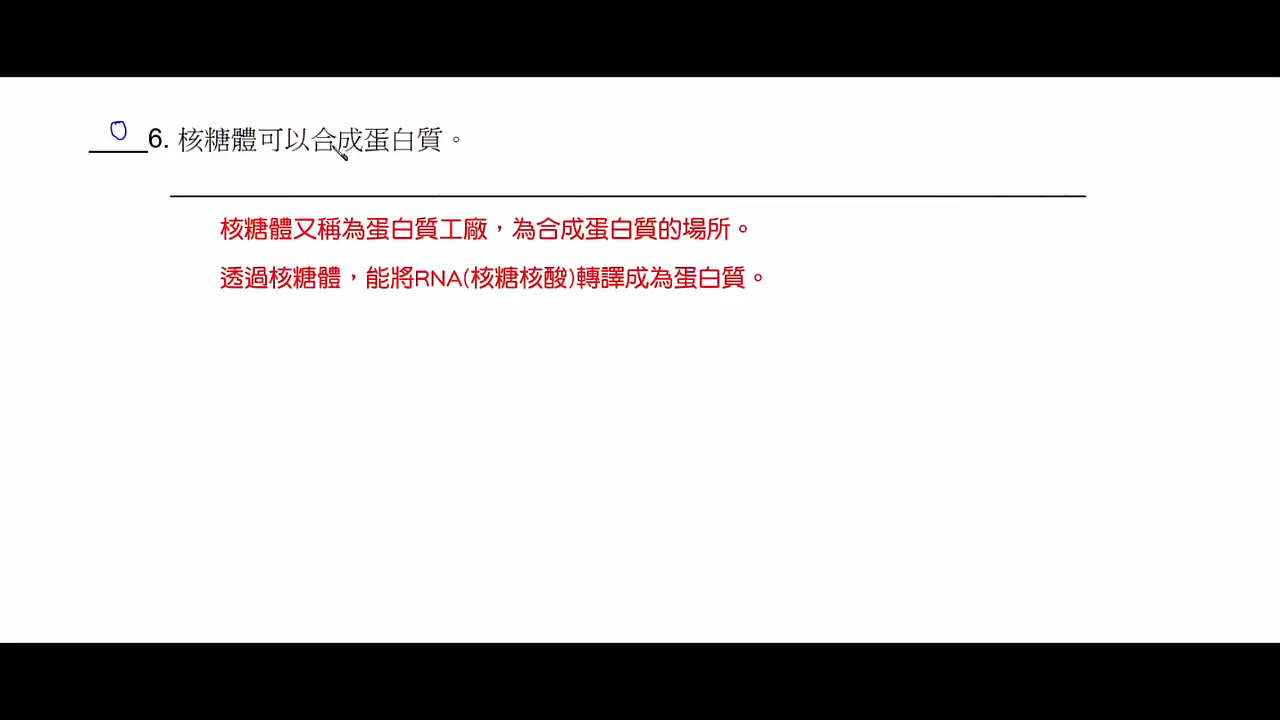 O 6. 核糖體可以合成蛋白質。
核糖體又稱為蛋白質工廠，為合成蛋白質的場所。
透過核糖體，能將RNA(核糖核酸)轉譯成為蛋白質。